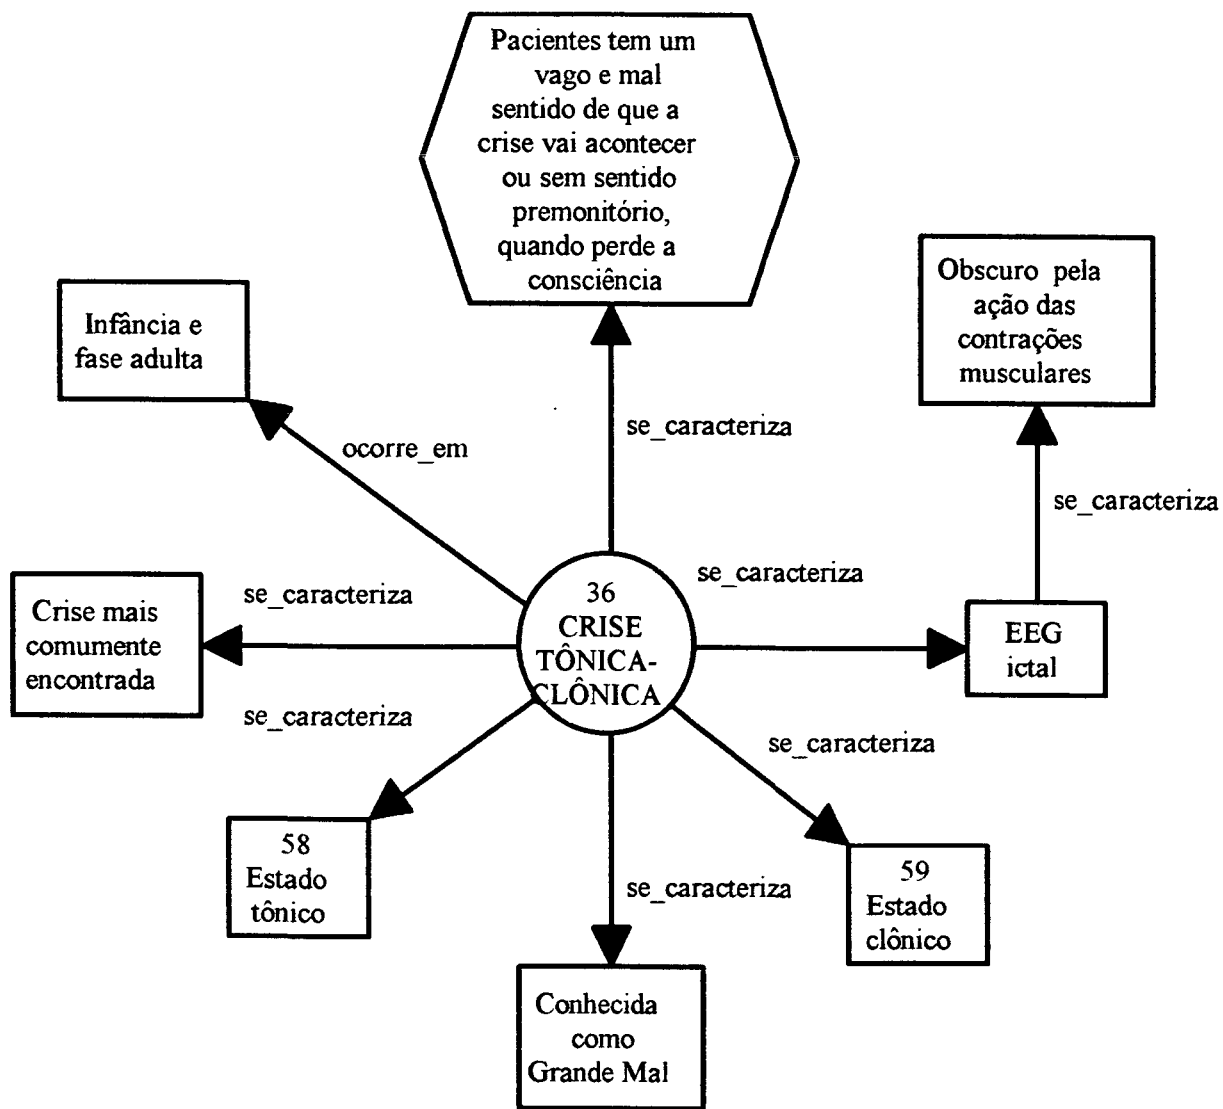 Pacientes tem um
vago e mal
sentido de que a
crise vai acontecer
ou sem sentido
premonitório,
quando perde a
consciência
Obscuro pela
ação das
contrações
musculares
Infância e
fase adulta
se_caracteriza
ocorre_em
se_caracteriza
se_caracteriza
se_caracteriza
36
CRISE
TÔNICA-
CLÔNICA
Crise mais
comumente
encontrada
EEG
ictal
se_caracteriza
se_caracteriza
58
Estado
tônico
59
Estado
clônico
se_caracteriza
Conhecida
como
Grande Mal